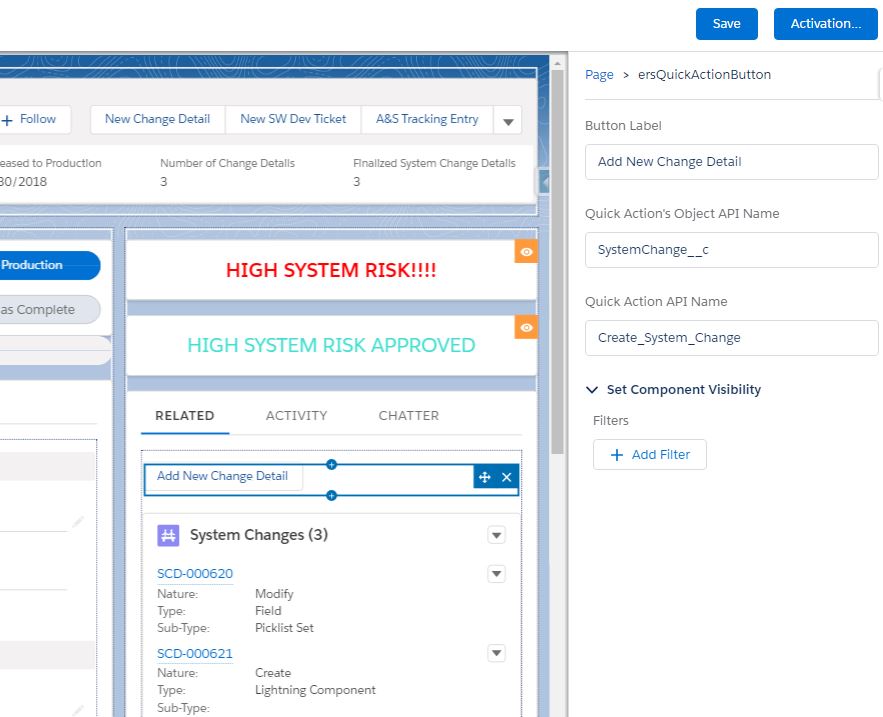 Save
Activation...
Page > ersQuickActionButton
Button Label
Add New Change Detail
Quick Action's Object API Name
SystemChange__c
Quick Action API Name
Create_System_Change
Set Component Visibility
Filters
+ Add Filter
+ Follow
New Change Detail
New SW Dev Ticket
A&S Tracking Entry
eased to Production
Number of Change Details
Finalized System Change Details
30/2018
3
3
Production
as Complete
HIGH SYSTEM RISK!!!!
HIGH SYSTEM RISK APPROVED
RELATED
ACTIVITY
CHATTER
Add New Change Detail
System Changes (3)
SCD-000620
Nature: Modify
Type: Field
Sub-Type: Picklist Set
SCD-000621
Nature: Create
Type: Lightning Component
Sub-Type: